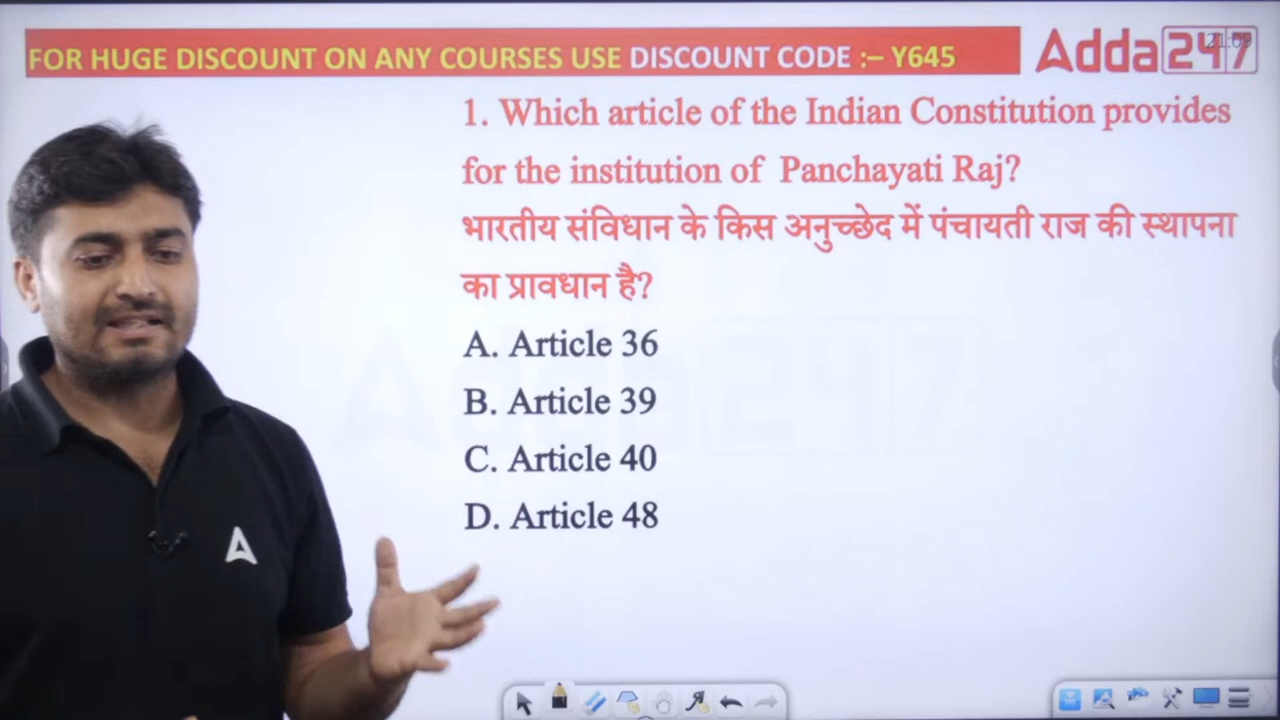 FOR HUGE DISCOUNT ON ANY COURSES USE DISCOUNT CODE :– Y645
Adda247
21:09
1. Which article of the Indian Constitution provides
for the institution of Panchayati Raj?
भारतीय संविधान के किस अनुच्छेद में पंचायती राज की स्थापना
का प्रावधान है?
A. Article 36
B. Article 39
C. Article 40
D. Article 48